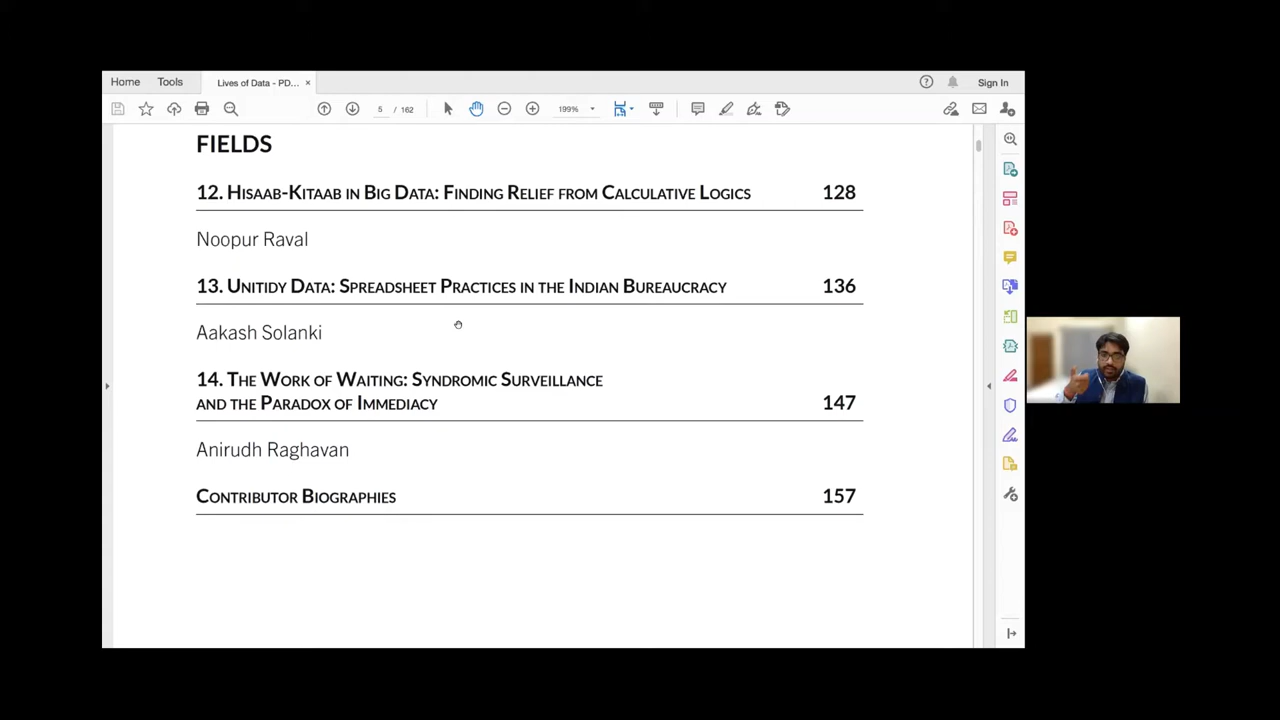 Home Tools Lives of Data - PD... × Sign In
5 / 162 199%
FIELDS
12. HISAAB-KITAAB IN BIG DATA: FINDING RELIEF FROM CALCULATIVE LOGICS 128
Noopur Raval
13. UNITIDY DATA: SPREADSHEET PRACTICES IN THE INDIAN BUREAUCRACY 136
Aakash Solanki
14. THE WORK OF WAITING: SYNDROMIC SURVEILLANCE
AND THE PARADOX OF IMMEDIACY 147
Anirudh Raghavan
CONTRIBUTOR BIOGRAPHIES 157